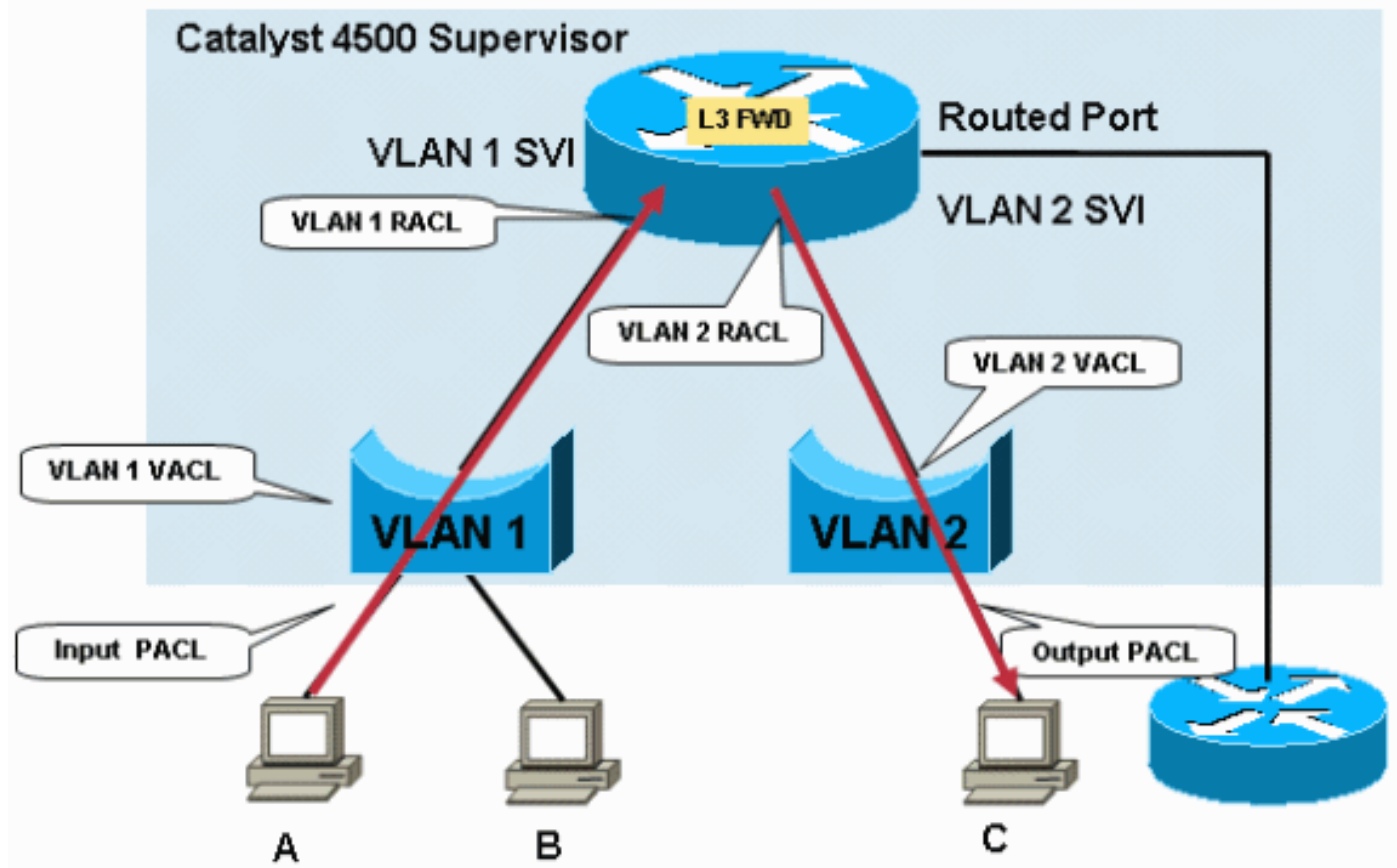 Catalyst 4500 Supervisor
L3 FWD
Routed Port
VLAN 1 SVI
VLAN 2 SVI
VLAN 1 RACL
VLAN 2 RACL
VLAN 2 VACL
VLAN 1 VACL
VLAN 1
VLAN 2
Input PACL
Output PACL
A
B
C